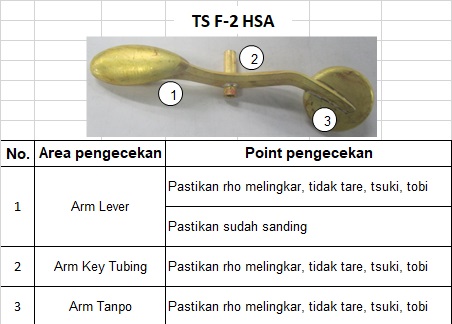 TS F-2 HSA
1
2
3
No. Area pengecekan Point pengecekan
1 Arm Lever Pastikan rho melingkar, tidak tare, tsuki, tobi
Pastikan sudah sanding
2 Arm Key Tubing Pastikan rho melingkar, tidak tare, tsuki, tobi
3 Arm Tanpo Pastikan rho melingkar, tidak tare, tsuki, tobi